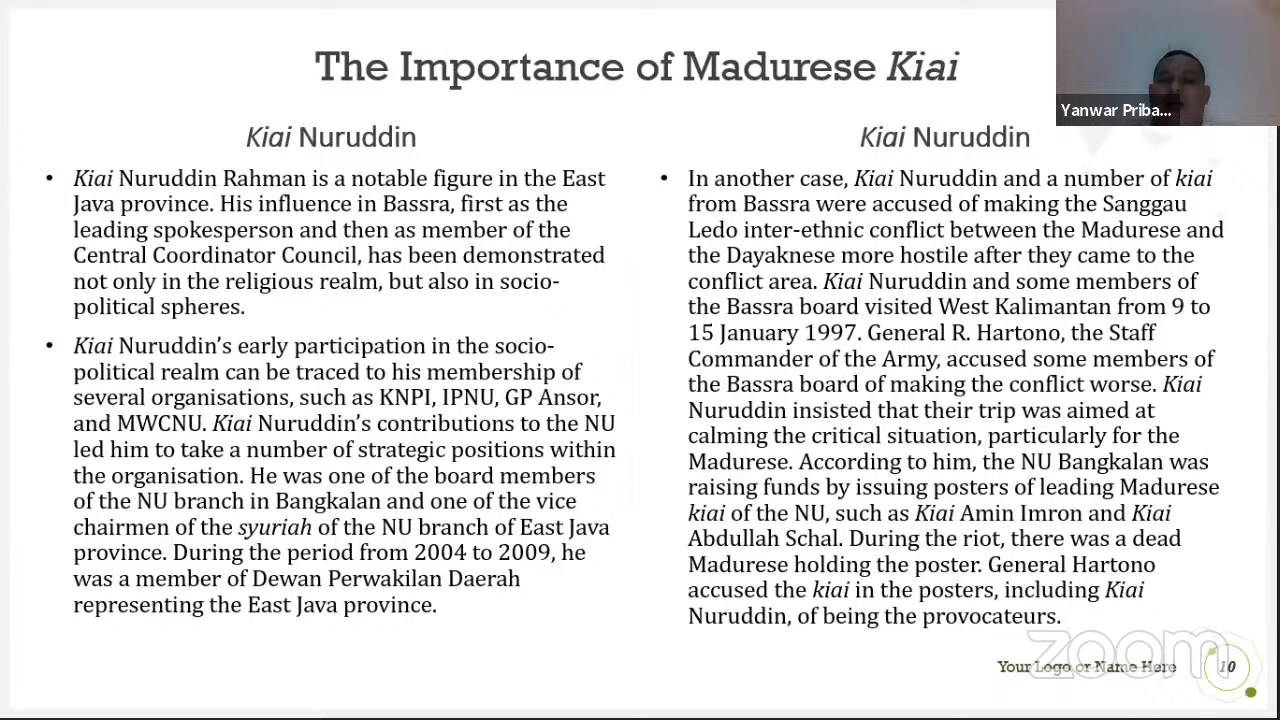 The Importance of Madurese Kiai
Yanwar Priba...
Kiai Nuruddin
• Kiai Nuruddin Rahman is a notable figure in the East
Java province. His influence in Bassra, first as the
leading spokesperson and then as member of the
Central Coordinator Council, has been demonstrated
not only in the religious realm, but also in socio-
political spheres.
• Kiai Nuruddin’s early participation in the socio-
political realm can be traced to his membership of
several organisations, such as KNPI, IPNU, GP Ansor,
and MWCNU. Kiai Nuruddin’s contributions to the NU
led him to take a number of strategic positions within
the organisation. He was one of the board members
of the NU branch in Bangkalan and one of the vice
chairmen of the syuriah of the NU branch of East Java
province. During the period from 2004 to 2009, he
was a member of Dewan Perwakilan Daerah
representing the East Java province.
Kiai Nuruddin
• In another case, Kiai Nuruddin and a number of kiai
from Bassra were accused of making the Sanggau
Ledo inter-ethnic conflict between the Madurese and
the Dayaknese more hostile after they came to the
conflict area. Kiai Nuruddin and some members of
the Bassra board visited West Kalimantan from 9 to
15 January 1997. General R. Hartono, the Staff
Commander of the Army, accused some members of
the Bassra board of making the conflict worse. Kiai
Nuruddin insisted that their trip was aimed at
calming the critical situation, particularly for the
Madurese. According to him, the NU Bangkalan was
raising funds by issuing posters of leading Madurese
kiai of the NU, such as Kiai Amin Imron and Kiai
Abdullah Schal. During the riot, there was a dead
Madurese holding the poster. General Hartono
accused the kiai in the posters, including Kiai
Nuruddin, of being the provocateurs.
zoom
Your Logo or Name Here
10